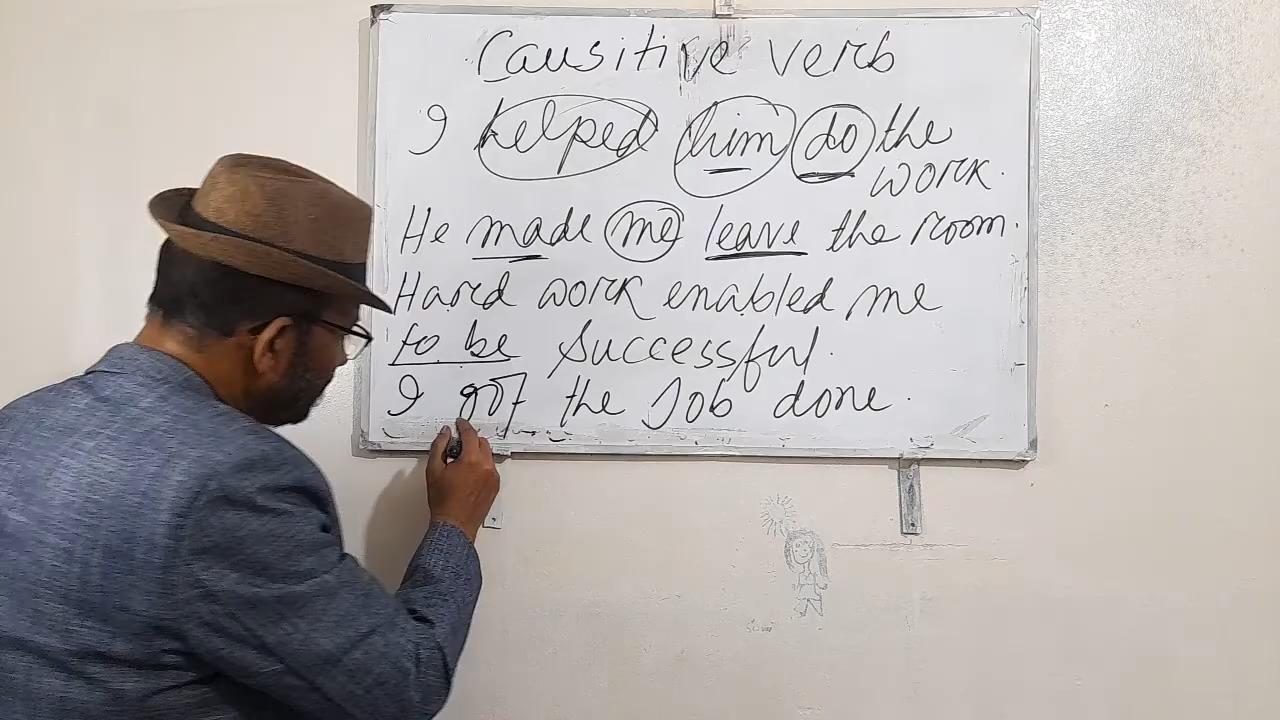 Causitive verb
I helped him do the
work.
He made me leave the room.
Hard work enabled me
to be successful.
I got the Job done.